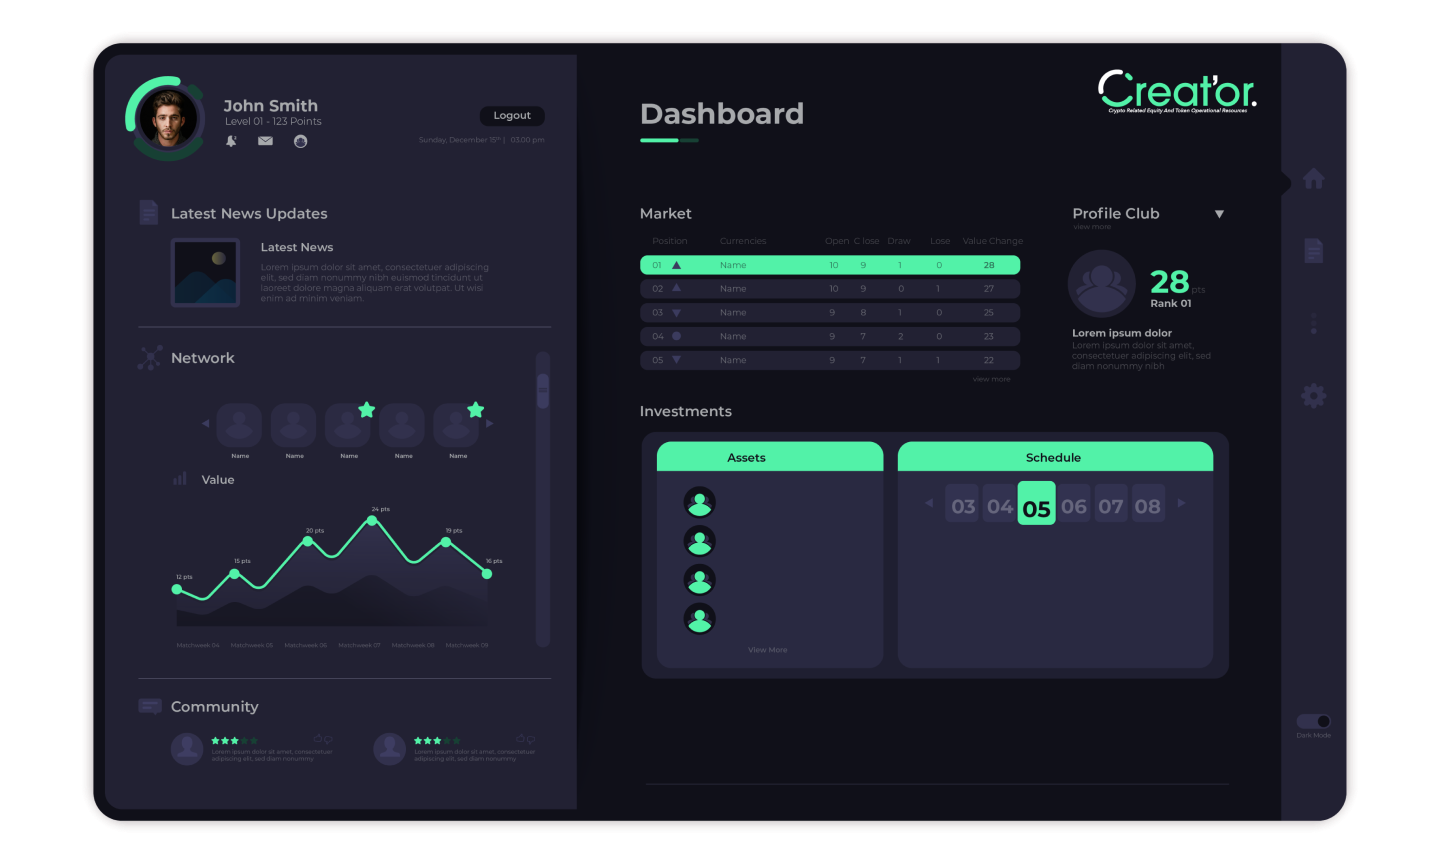 John Smith
Level 01 - 123 Points
Logout
Sunday, December 15th | 03.00 pm
Latest News Updates
Latest News
Lorem ipsum dolor sit amet, consectetuer adipiscing
elit, sed diam nonummy nibh euismod tincidunt ut
laoreet dolore magna aliquam erat volutpat. Ut wisi
enim ad minim veniam.
Network
Name Name Name Name Name
Value
12 pts
15 pts
20 pts
24 pts
19 pts
16 pts
Matchweek 04 Matchweek 05 Matchweek 06 Matchweek 07 Matchweek 08 Matchweek 09
Community
Lorem ipsum dolor sit amet, consectetuer
adipiscing elit, sed diam nonummy
Lorem ipsum dolor sit amet, consectetuer
adipiscing elit, sed diam nonummy
Dashboard
Creat'or.
Crypto Related Equity And Token Operational Resources
Market
Position Currencies Open C lose Draw Lose Value Change
01 Name 10 9 1 0 28
02 Name 10 9 0 1 27
03 Name 9 8 1 0 25
04 Name 9 7 2 0 23
05 Name 9 7 1 1 22
view more
Profile Club
view more
28 pts
Rank 01
Lorem ipsum dolor
Lorem ipsum dolor sit amet,
consectetuer adipiscing elit, sed
diam nonummy nibh
Investments
Assets
View More
Schedule
03 04 05 06 07 08
Dark Mode